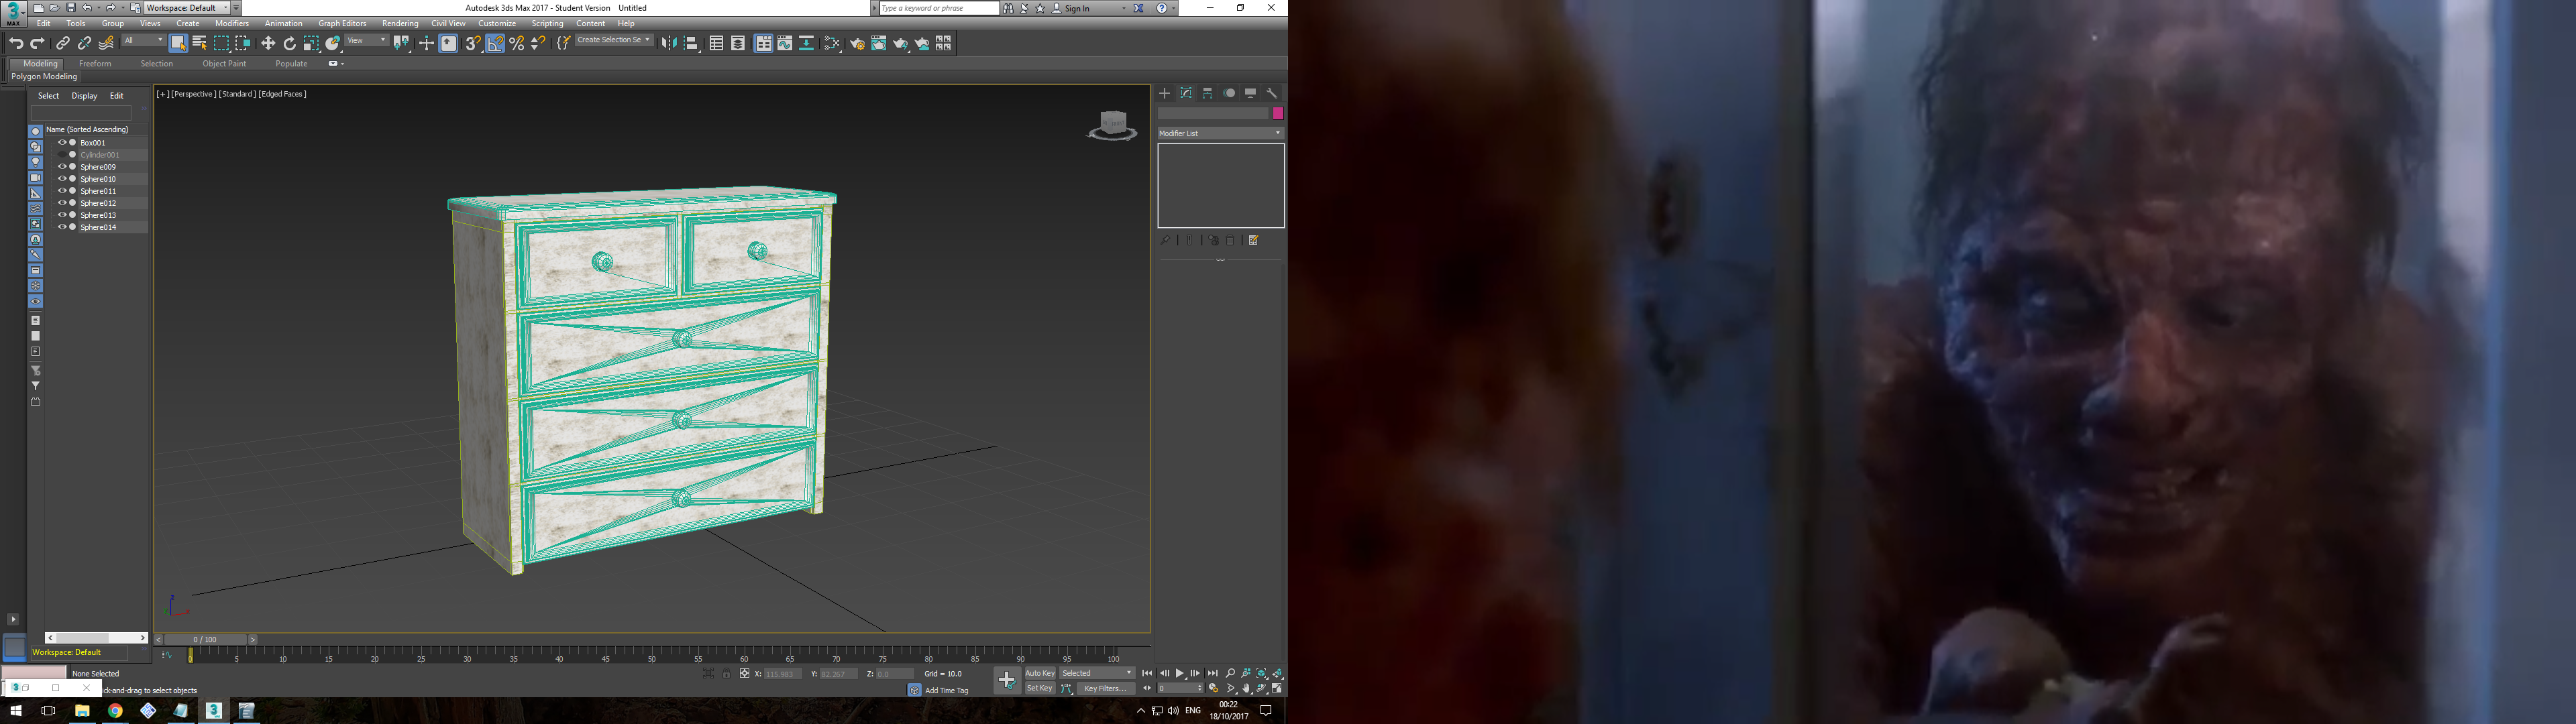 Workspace: Default
Autodesk 3ds Max 2017 - Student Version Untitled
Type a keyword or phrase
Sign In
MAX
Edit Tools Group Views Create Modifiers Animation Graph Editors Rendering Civil View Customize Scripting Content Help
All
View
Create Selection Se
Modeling Freeform Selection Object Paint Populate
Polygon Modeling
Select Display Edit
Name (Sorted Ascending)
Box001
Cylinder001
Sphere009
Sphere010
Sphere011
Sphere012
Sphere013
Sphere014
[+] [Perspective ] [Standard ] [Edged Faces ]
Modifier List
0 / 100
Workspace: Default
0 5 10 15 20 25 30 35 40 45 50 55 60 65 70 75 80 85 90 95 100
None Selected
X: 115.983 Y: 82.267 Z: 0.0 Grid = 10.0
Auto Key Selected
ick-and-drag to select objects
Add Time Tag
Set Key Key Filters...
0
ENG
00:22
18/10/2017